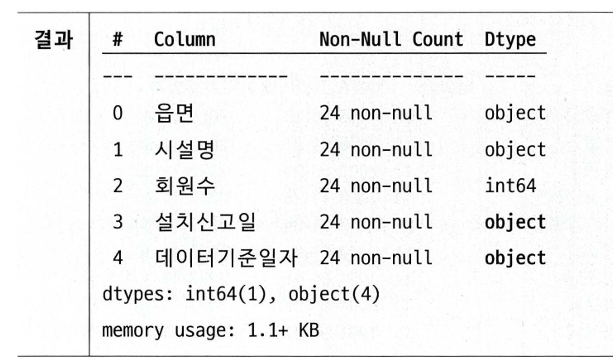 결과
# Column Non-Null Count Dtype
--- ------------- -------------- -----
0 읍면 24 non-null object
1 시설명 24 non-null object
2 회원수 24 non-null int64
3 설치신고일 24 non-null object
4 데이터기준일자 24 non-null object
dtypes: int64(1), object(4)
memory usage: 1.1+ KB